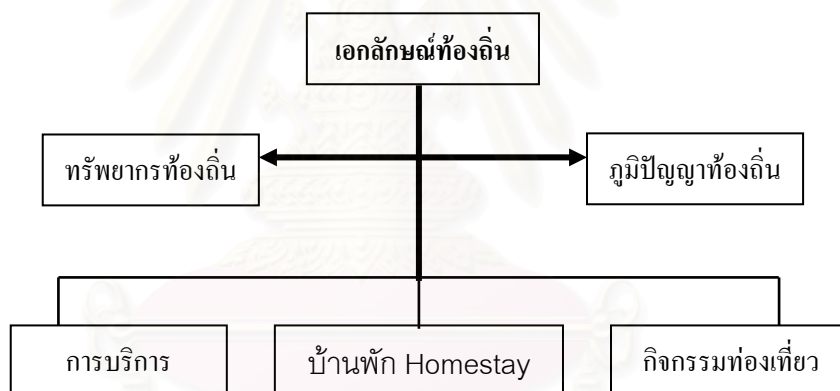 เอกลักษณ์ท้องถิ่น
ทรัพยากรท้องถิ่น
ภูมิปัญญาท้องถิ่น
การบริการ
บ้านพัก Homestay
กิจกรรมท่องเที่ยว